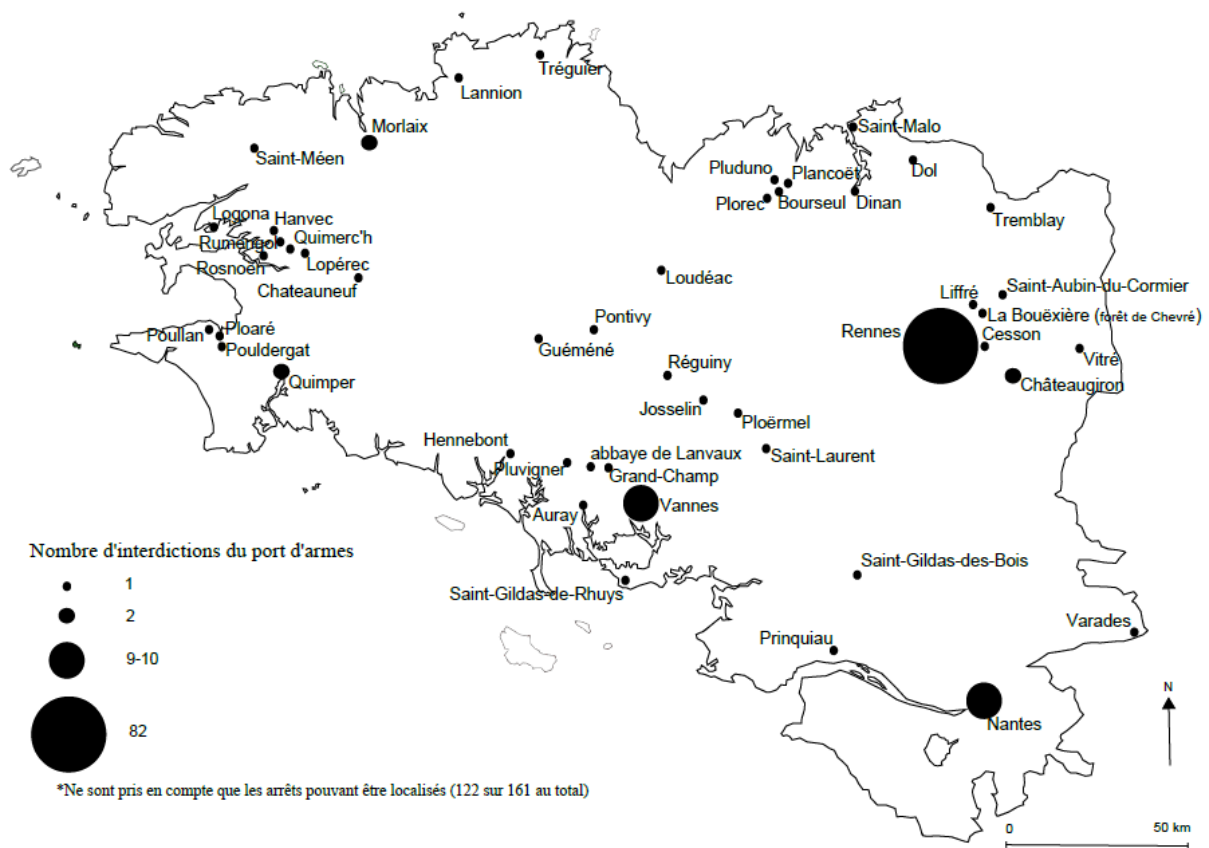 Tréguier
Lannion
Morlaix
Saint-Malo
Saint-Méen
Pluduno
Plancoët
Dol
Plorec
Bourseul
Dinan
Tremblay
Logona
Hanvec
Rumengol
Quimerc'h
Rosnoën
Lopérec
Chateauneuf
Loudéac
Saint-Aubin-du-Cormier
Liffré
La Bouëxière (forêt de Chevré)
Pontivy
Rennes
Cesson
Poullan
Ploaré
Pouldergat
Guéméné
Vitré
Réguiny
Quimper
Châteaugiron
Josselin
Ploërmel
Hennebont
abbaye de Lanvaux
Saint-Laurent
Pluvigner
Grand-Champ
Auray
Vannes
Nombre d'interdictions du port d'armes
1
2
9-10
82
Saint-Gildas-des-Bois
Saint-Gildas-de-Rhuys
Varades
Prinquiau
N
Nantes
*Ne sont pris en compte que les arrêts pouvant être localisés (122 sur 161 au total)
0 50 km